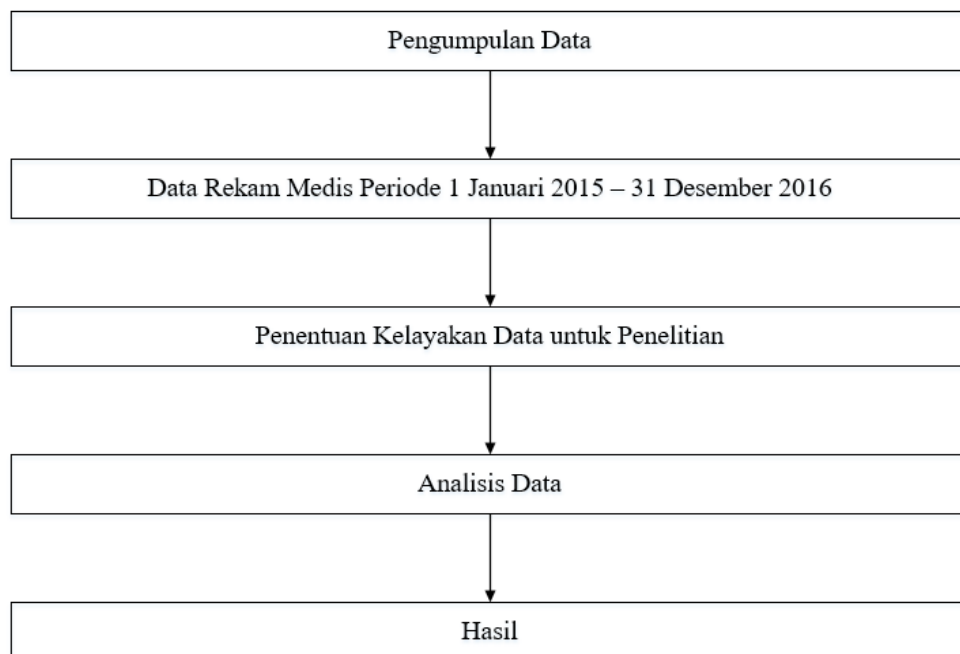 Pengumpulan Data
Data Rekam Medis Periode 1 Januari 2015 – 31 Desember 2016
Penentuan Kelayakan Data untuk Penelitian
Analisis Data
Hasil